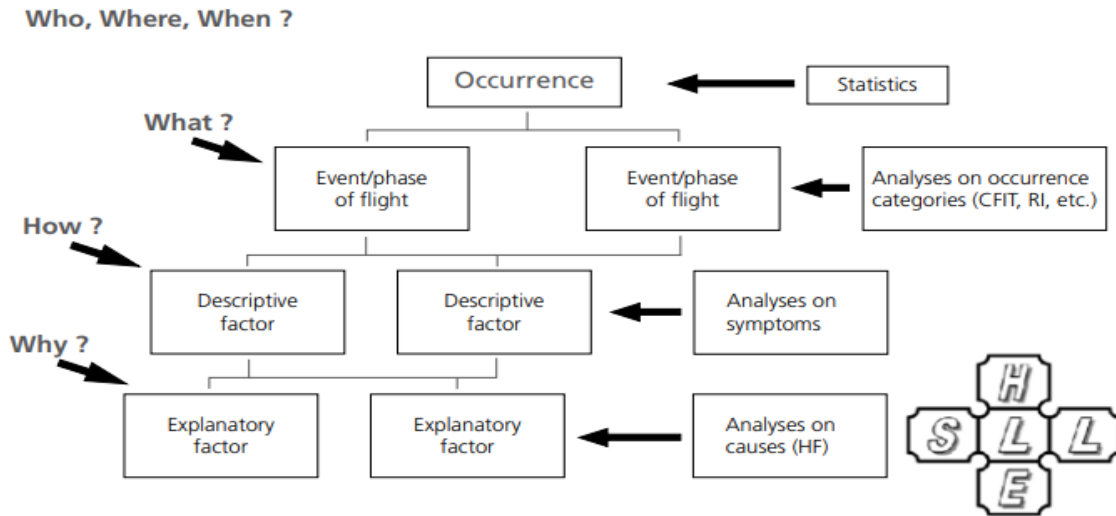 Who, Where, When ?
Occurrence
Statistics
What ?
Event/phase
of flight
Event/phase
of flight
Analyses on occurrence
categories (CFIT, RI, etc.)
How ?
Descriptive
factor
Descriptive
factor
Analyses on
symptoms
Why ?
Explanatory
factor
Explanatory
factor
Analyses on
causes (HF)
H
S L L
E